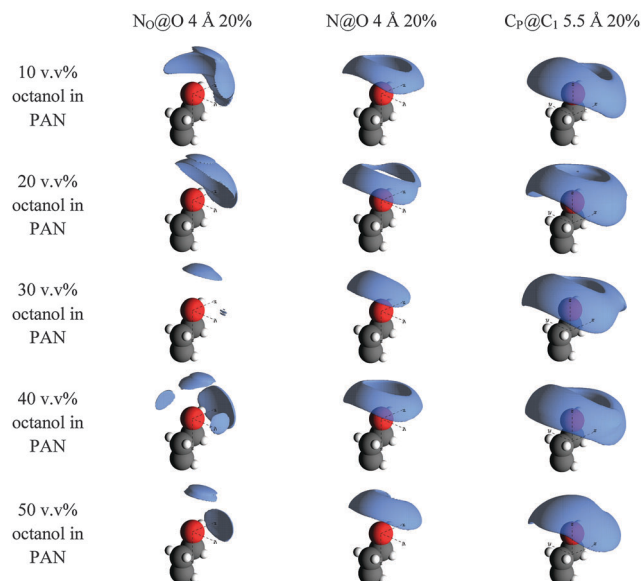 N_O@O 4 Å 20% N@O 4 Å 20% C_P@C_1 5.5 Å 20%
10 v.v%
octanol in
PAN
20 v.v%
octanol in
PAN
30 v.v%
octanol in
PAN
40 v.v%
octanol in
PAN
50 v.v%
octanol in
PAN